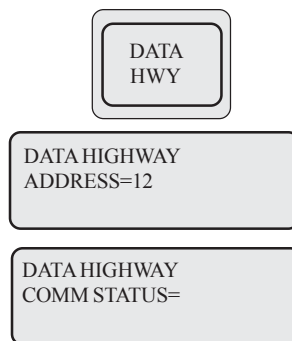 DATA
HWY
DATA HIGHWAY
ADDRESS=12
DATA HIGHWAY
COMM STATUS=